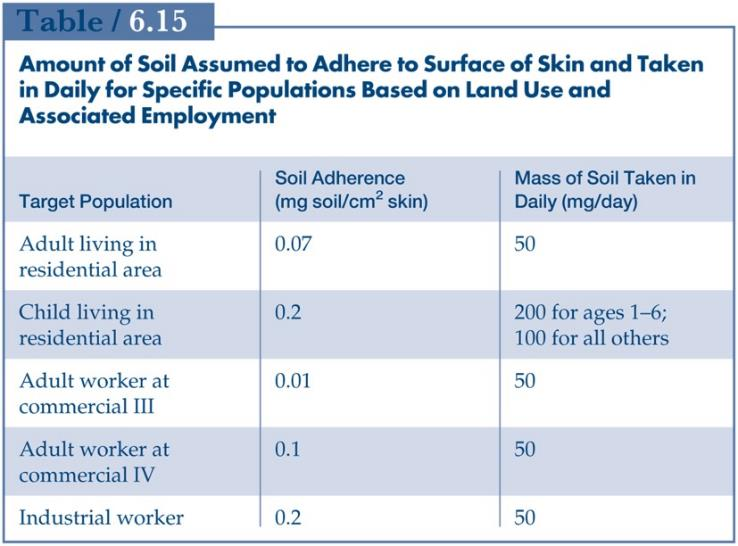 Table / 6.15
Amount of Soil Assumed to Adhere to Surface of Skin and Taken
in Daily for Specific Populations Based on Land Use and
Associated Employment
Target Population
Soil Adherence
(mg soil/cm² skin)
Mass of Soil Taken in
Daily (mg/day)
Adult living in
residential area
0.07
50
Child living in
residential area
0.2
200 for ages 1–6;
100 for all others
Adult worker at
commercial III
0.01
50
Adult worker at
commercial IV
0.1
50
Industrial worker
0.2
50